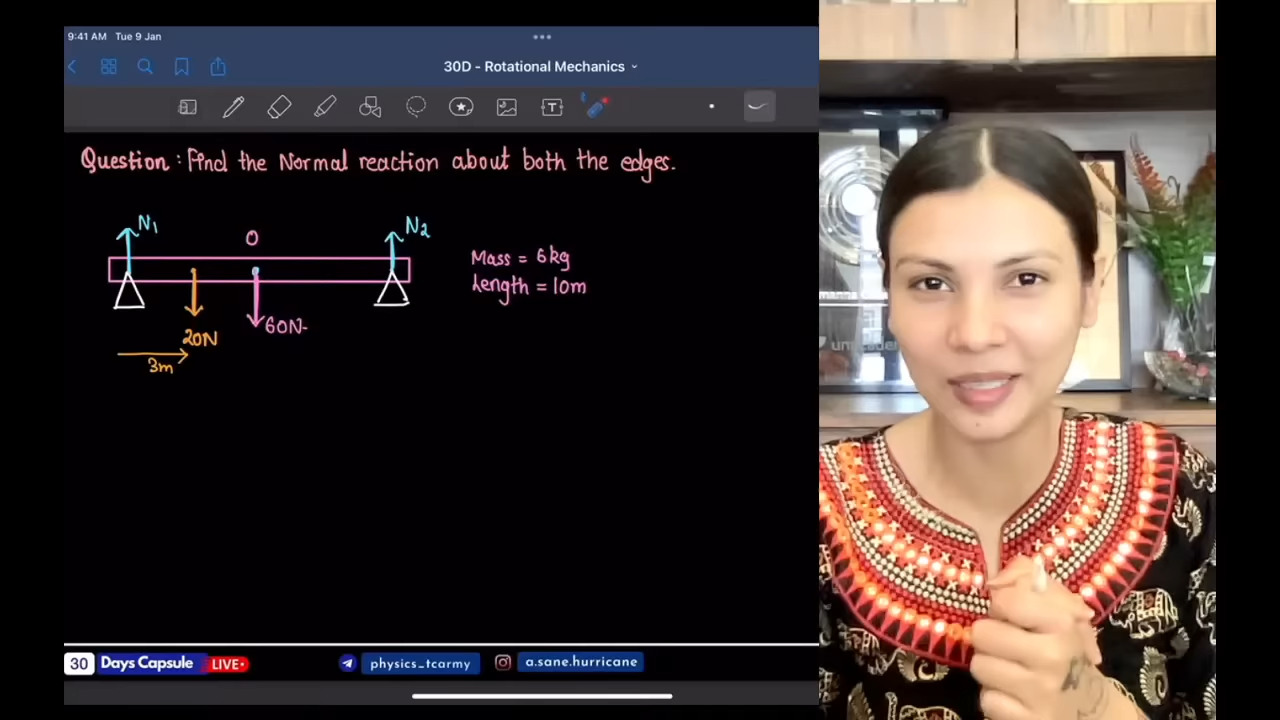 9:41 AM Tue 9 Jan
30D - Rotational Mechanics
T
Question: Find the Normal reaction about both the edges.
N1
N2
O
Mass = 6kg
Length = 10m
60N
20N
3m
30 Days Capsule LIVE
physics_tcarmy
a.sane.hurricane